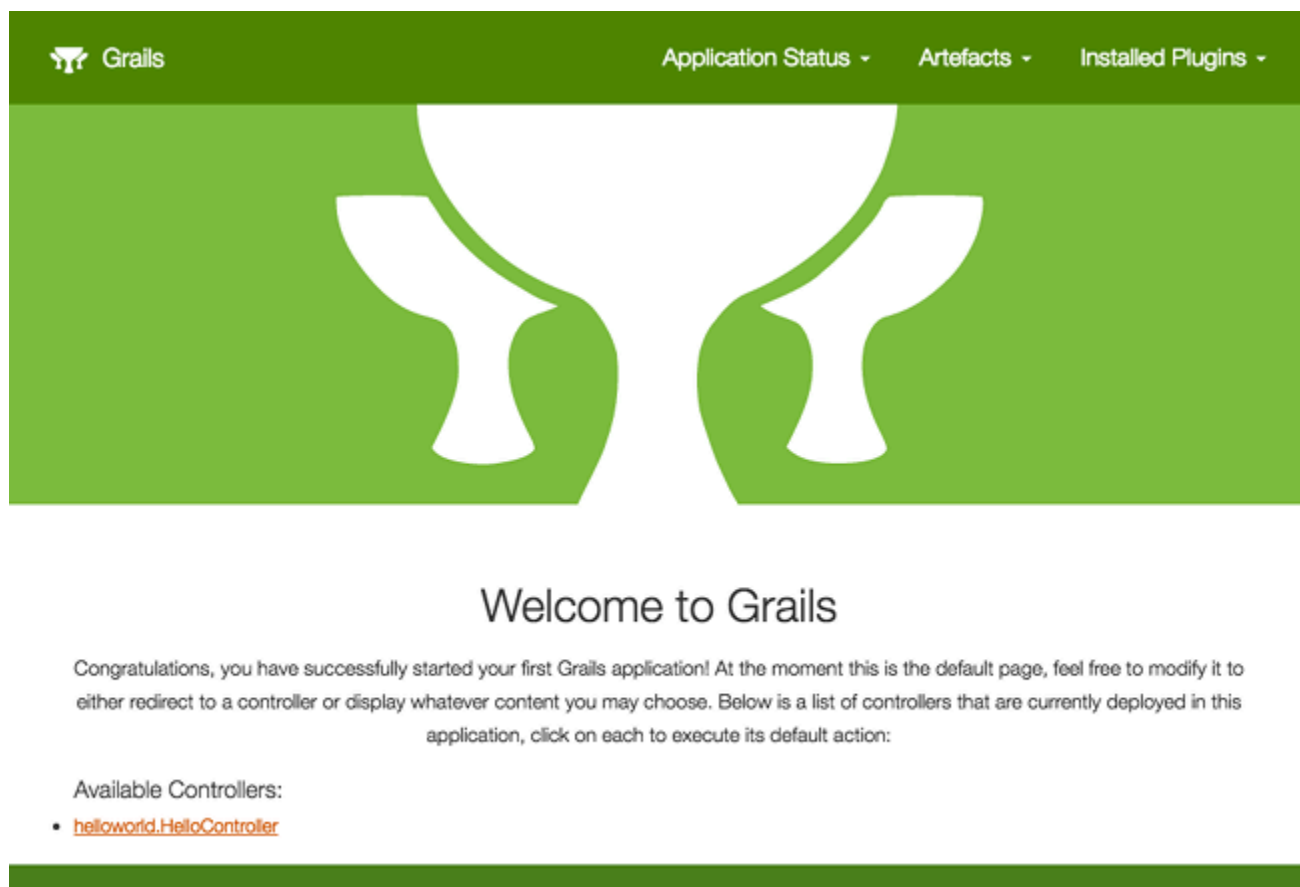 Grails
Application Status
Artefacts
Installed Plugins
Welcome to Grails
Congratulations, you have successfully started your first Grails application! At the moment this is the default page, feel free to modify it to
either redirect to a controller or display whatever content you may choose. Below is a list of controllers that are currently deployed in this
application, click on each to execute its default action:
Available Controllers:
helloworld.HelloController